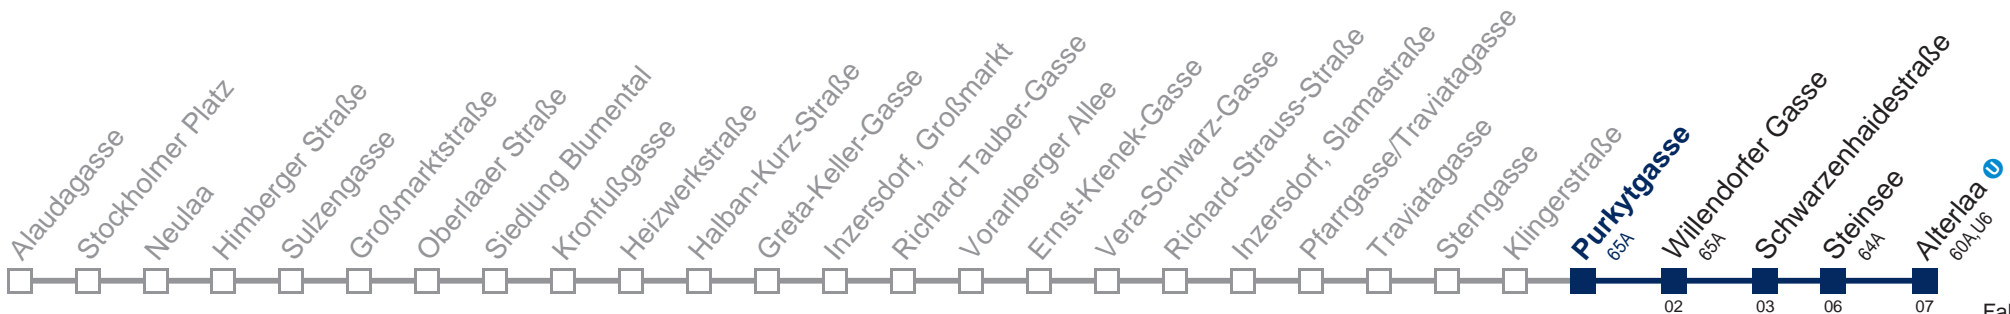 Alaudagasse
Stockholmer Platz
Neulaa
Himberger Straße
Sulzengasse
Großmarktstraße
Oberlaaer Straße
Siedlung Blumental
Kronfußgasse
Heizwerkstraße
Halban-Kurz-Straße
Greta-Keller-Gasse
Inzersdorf, Großmarkt
Richard-Tauber-Gasse
Vorarlberger Allee
Ernst-Krenek-Gasse
Vera-Schwarz-Gasse
Richard-Strauss-Straße
Inzersdorf, Slamastraße
Pfarrgasse/Traviatagasse
Traviatagasse
Sterngasse
Klingerstraße
Purkytgasse
65A
Willendorfer Gasse
65A
02
Schwarzenhaidestraße
03
Steinsee
64A
06
Alterlaa U
60A, U6
07